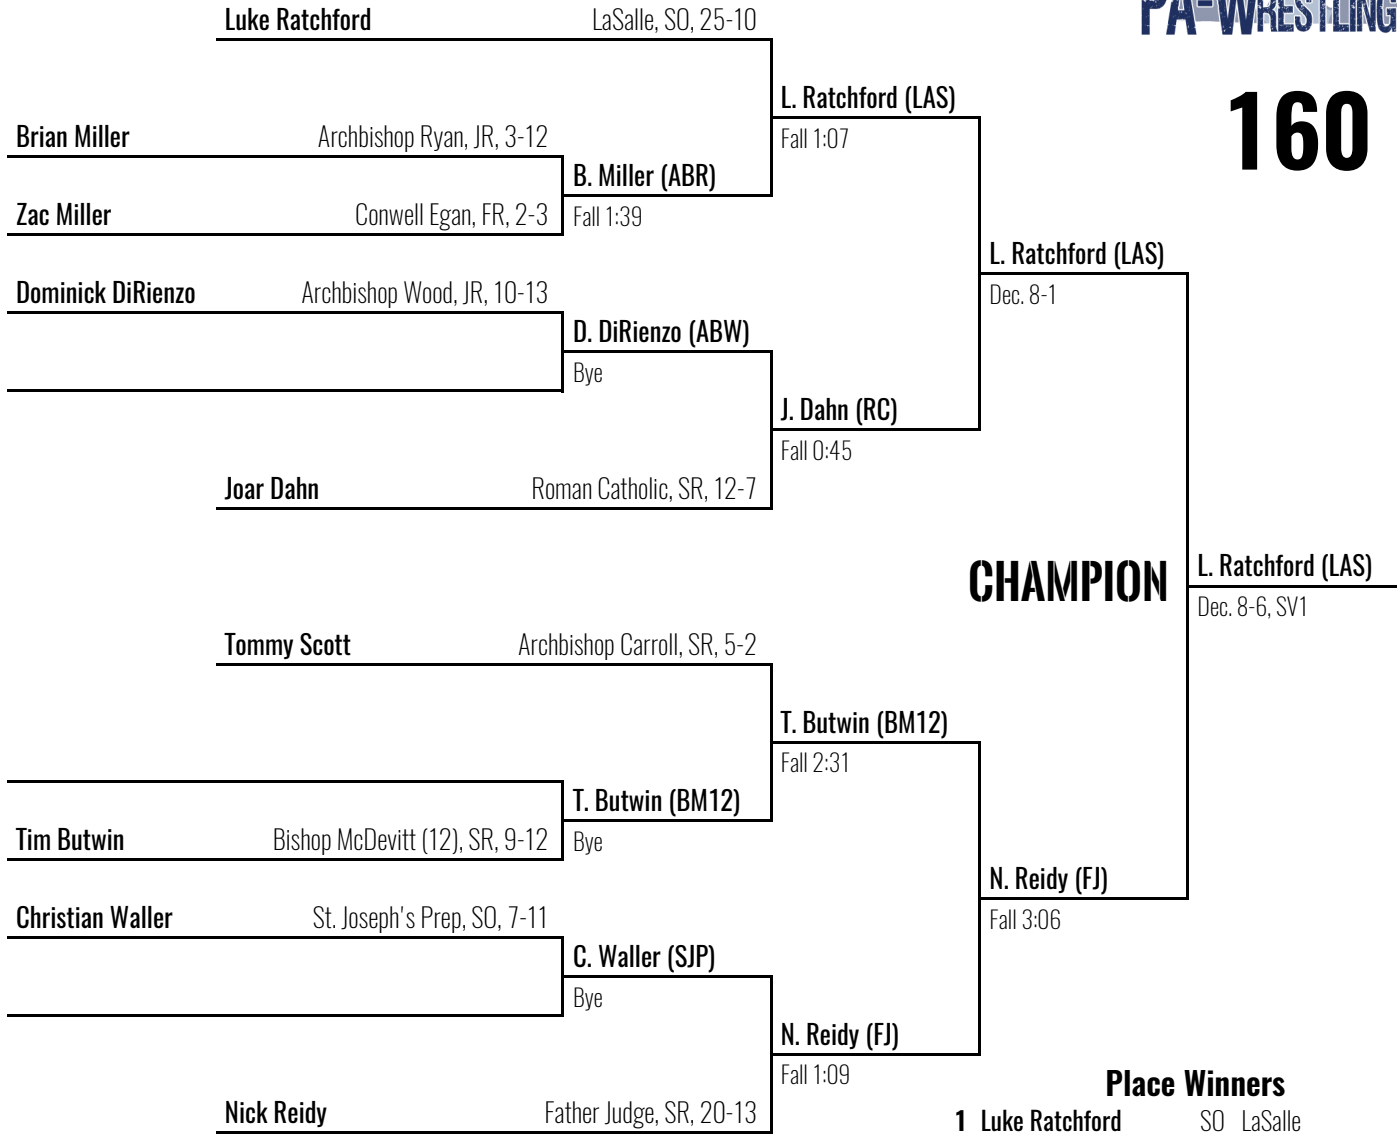 PA-WRESTLING
160
Luke Ratchford LaSalle, SO, 25-10
L. Ratchford (LAS)
Fall 1:07
Brian Miller Archbishop Ryan, JR, 3-12
B. Miller (ABR)
Fall 1:39
Zac Miller Conwell Egan, FR, 2-3
L. Ratchford (LAS)
Dec. 8-1
Dominick DiRienzo Archbishop Wood, JR, 10-13
D. DiRienzo (ABW)
Bye
J. Dahn (RC)
Fall 0:45
Joar Dahn Roman Catholic, SR, 12-7
CHAMPION
L. Ratchford (LAS)
Dec. 8-6, SV1
Tommy Scott Archbishop Carroll, SR, 5-2
T. Butwin (BM12)
Fall 2:31
T. Butwin (BM12)
Bye
Tim Butwin Bishop McDevitt (12), SR, 9-12
N. Reidy (FJ)
Fall 3:06
Christian Waller St. Joseph's Prep, SO, 7-11
C. Waller (SJP)
Bye
N. Reidy (FJ)
Fall 1:09
Nick Reidy Father Judge, SR, 20-13
Place Winners
1 Luke Ratchford SO LaSalle